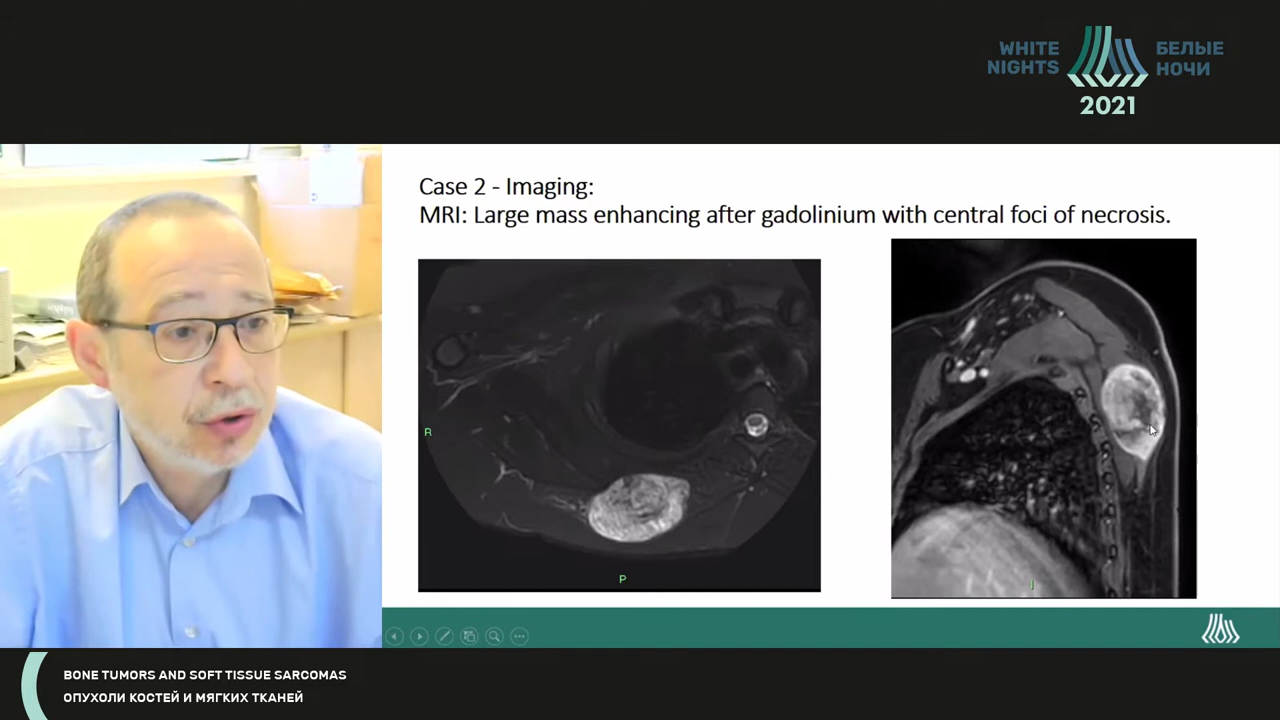 WHITE
NIGHTS
БЕЛЫЕ
НОЧИ
2021
Case 2 - Imaging:
MRI: Large mass enhancing after gadolinium with central foci of necrosis.
R
P
BONE TUMORS AND SOFT TISSUE SARCOMAS
ОПУХОЛИ КОСТЕЙ И МЯГКИХ ТКАНЕЙ